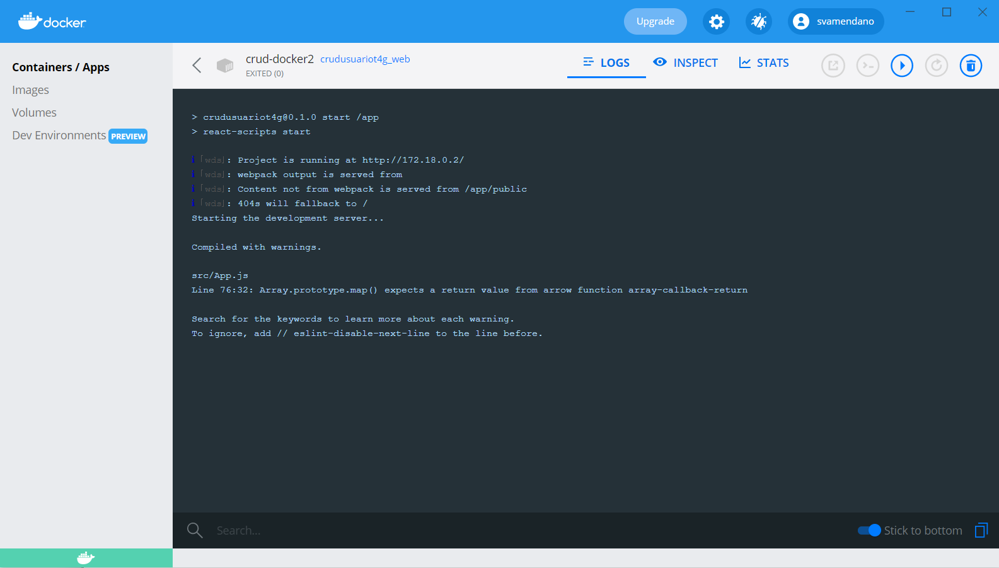 docker
Upgrade
svamendano
Containers / Apps
Images
Volumes
Dev Environments PREVIEW
crud-docker2 crudusuariot4g_web
EXITED (0)
LOGS
INSPECT
STATS
> crudusuariot4g@0.1.0 start /app
> react-scripts start
ℹ ｢wds｣: Project is running at http://172.18.0.2/
ℹ ｢wds｣: webpack output is served from
ℹ ｢wds｣: Content not from webpack is served from /app/public
ℹ ｢wds｣: 404s will fallback to /
Starting the development server...
Compiled with warnings.
src/App.js
Line 76:32: Array.prototype.map() expects a return value from arrow function array-callback-return
Search for the keywords to learn more about each warning.
To ignore, add // eslint-disable-next-line to the line before.
Search...
Stick to bottom